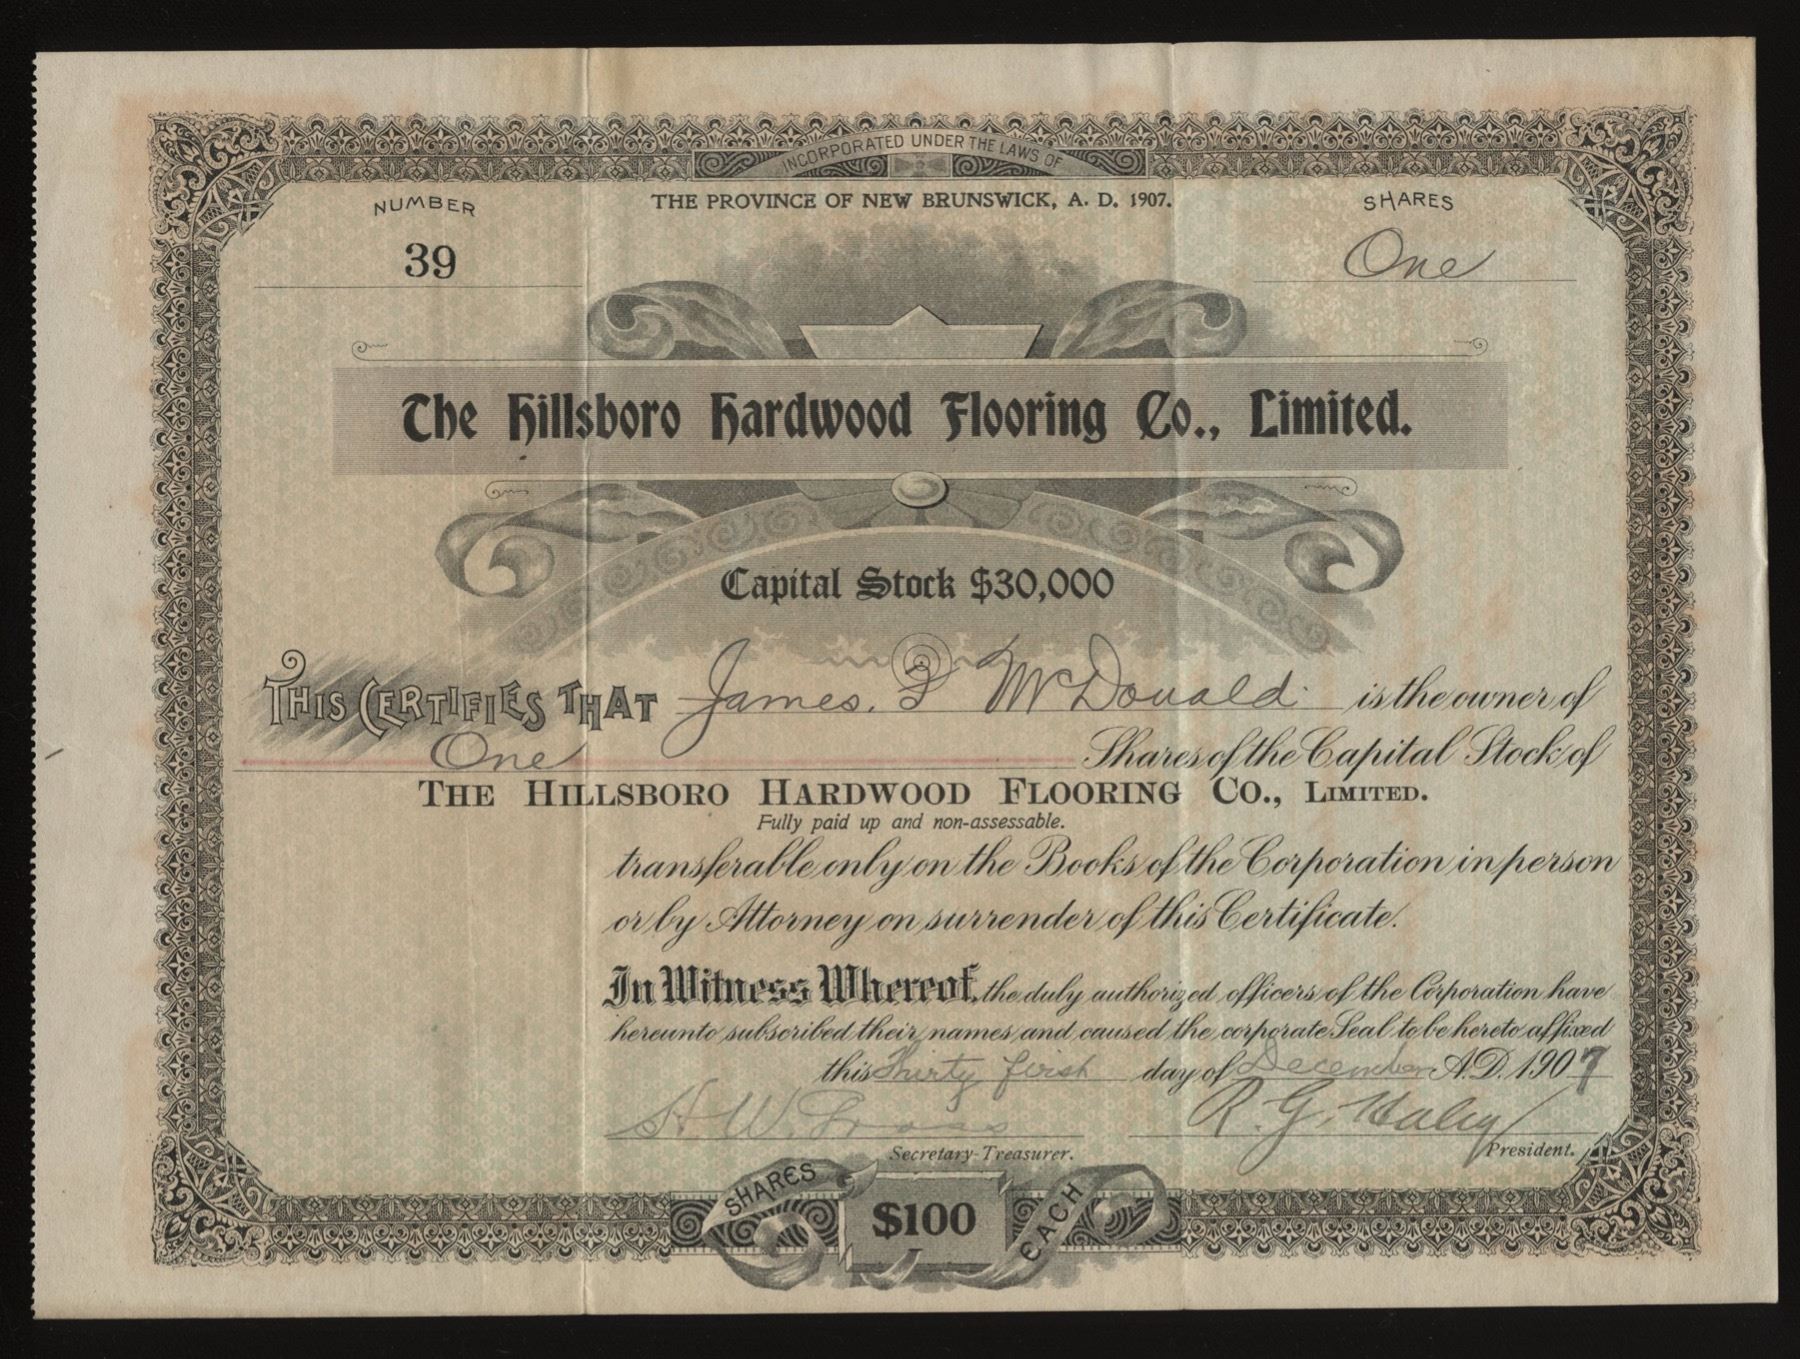 INCORPORATED UNDER THE LAWS OF
THE PROVINCE OF NEW BRUNSWICK, A. D. 1907.
NUMBER
39
SHARES
One
The Hillsboro Hardwood Flooring Co., Limited.
Capital Stock $30,000
THIS CERTIFIES THAT James. McDonald is the owner of
One Shares of the Capital Stock of
THE HILLSBORO HARDWOOD FLOORING CO., LIMITED.
Fully paid up and non-assessable.
transferable only on the Books of the Corporation in person
or by Attorney on surrender of this Certificate.
In Witness Whereof, the duly authorized officers of the Corporation have
hereunto subscribed their names and caused the corporate Seal to be hereto affixed
this Thirty first day of December A.D. 1907
H. W. R. G. Haley
Secretary-Treasurer. President.
SHARES $100 EACH